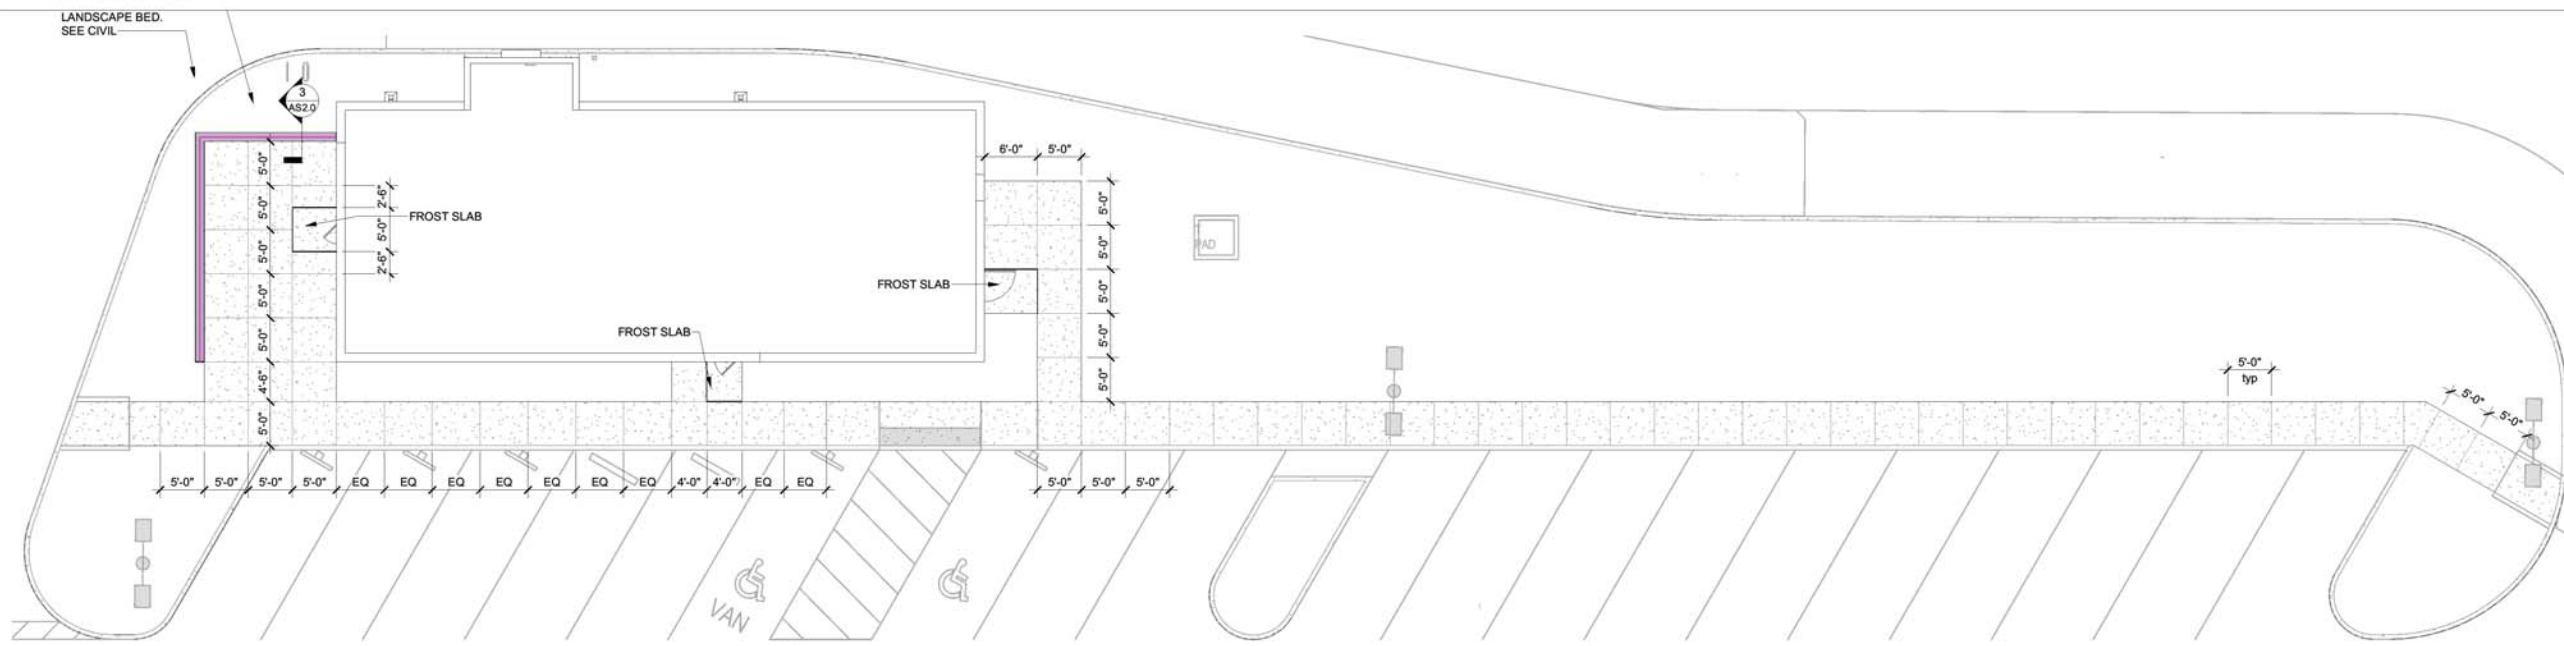 LANDSCAPE BED.
SEE CIVIL
3
AS2.0
5'-0"
5'-0"
5'-0"
5'-0"
5'-0"
4'-6"
5'-0"
2'-6"
5'-0"
2'-6"
FROST SLAB
FROST SLAB
FROST SLAB
6'-0" 5'-0"
5'-0"
5'-0"
5'-0"
5'-0"
5'-0"
PAD
5'-0"
typ
5'-0"
5'-0"
5'-0" 5'-0" 5'-0" 5'-0" EQ EQ EQ EQ EQ EQ EQ 4'-0" 4'-0" EQ EQ
5'-0" 5'-0" 5'-0"
VAN